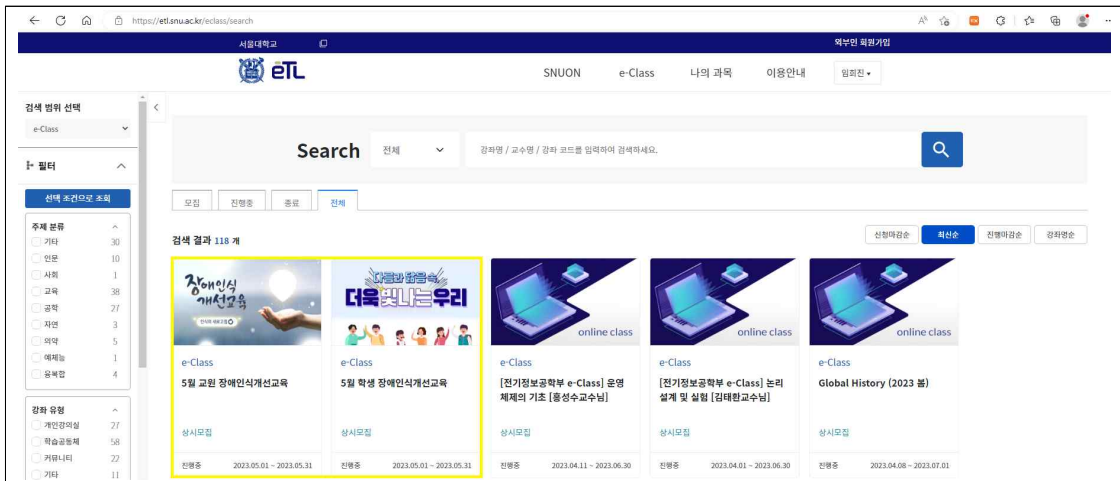 https://etl.snu.ac.kr/eclass/search
서울대학교
외부인 회원가입
ēTL
SNUON
e-Class
나의 과목
이용안내
임희진
검색 범위 선택
e-Class
필터
선택 조건으로 조회
주제 분류
기타 30
인문 10
사회 1
교육 38
공학 27
자연 3
의약 5
예체능 1
융복합 4
강좌 유형
개인강의실 27
학습공동체 58
커뮤니티 22
기타 11
Search
전체
강좌명 / 교수명 / 강좌 코드를 입력하여 검색하세요.
모집
진행중
종료
전체
검색 결과 118 개
신청마감순
최신순
진행마감순
강좌명순
장애인식
개선교육
e-Class
5월 교원 장애인식개선교육
상시모집
진행중 2023.05.01 ~ 2023.05.31
다름과 닮음 속,
더욱 빛나는 우리
e-Class
5월 학생 장애인식개선교육
상시모집
진행중 2023.05.01 ~ 2023.05.31
online class
e-Class
[전기정보공학부 e-Class] 운영
체제의 기초 [홍성수교수님]
상시모집
진행중 2023.04.11 ~ 2023.06.30
online class
e-Class
[전기정보공학부 e-Class] 논리
설계 및 실험 [김태환교수님]
상시모집
진행중 2023.04.01 ~ 2023.06.30
online class
e-Class
Global History (2023 봄)
상시모집
진행중 2023.04.08 ~ 2023.07.01